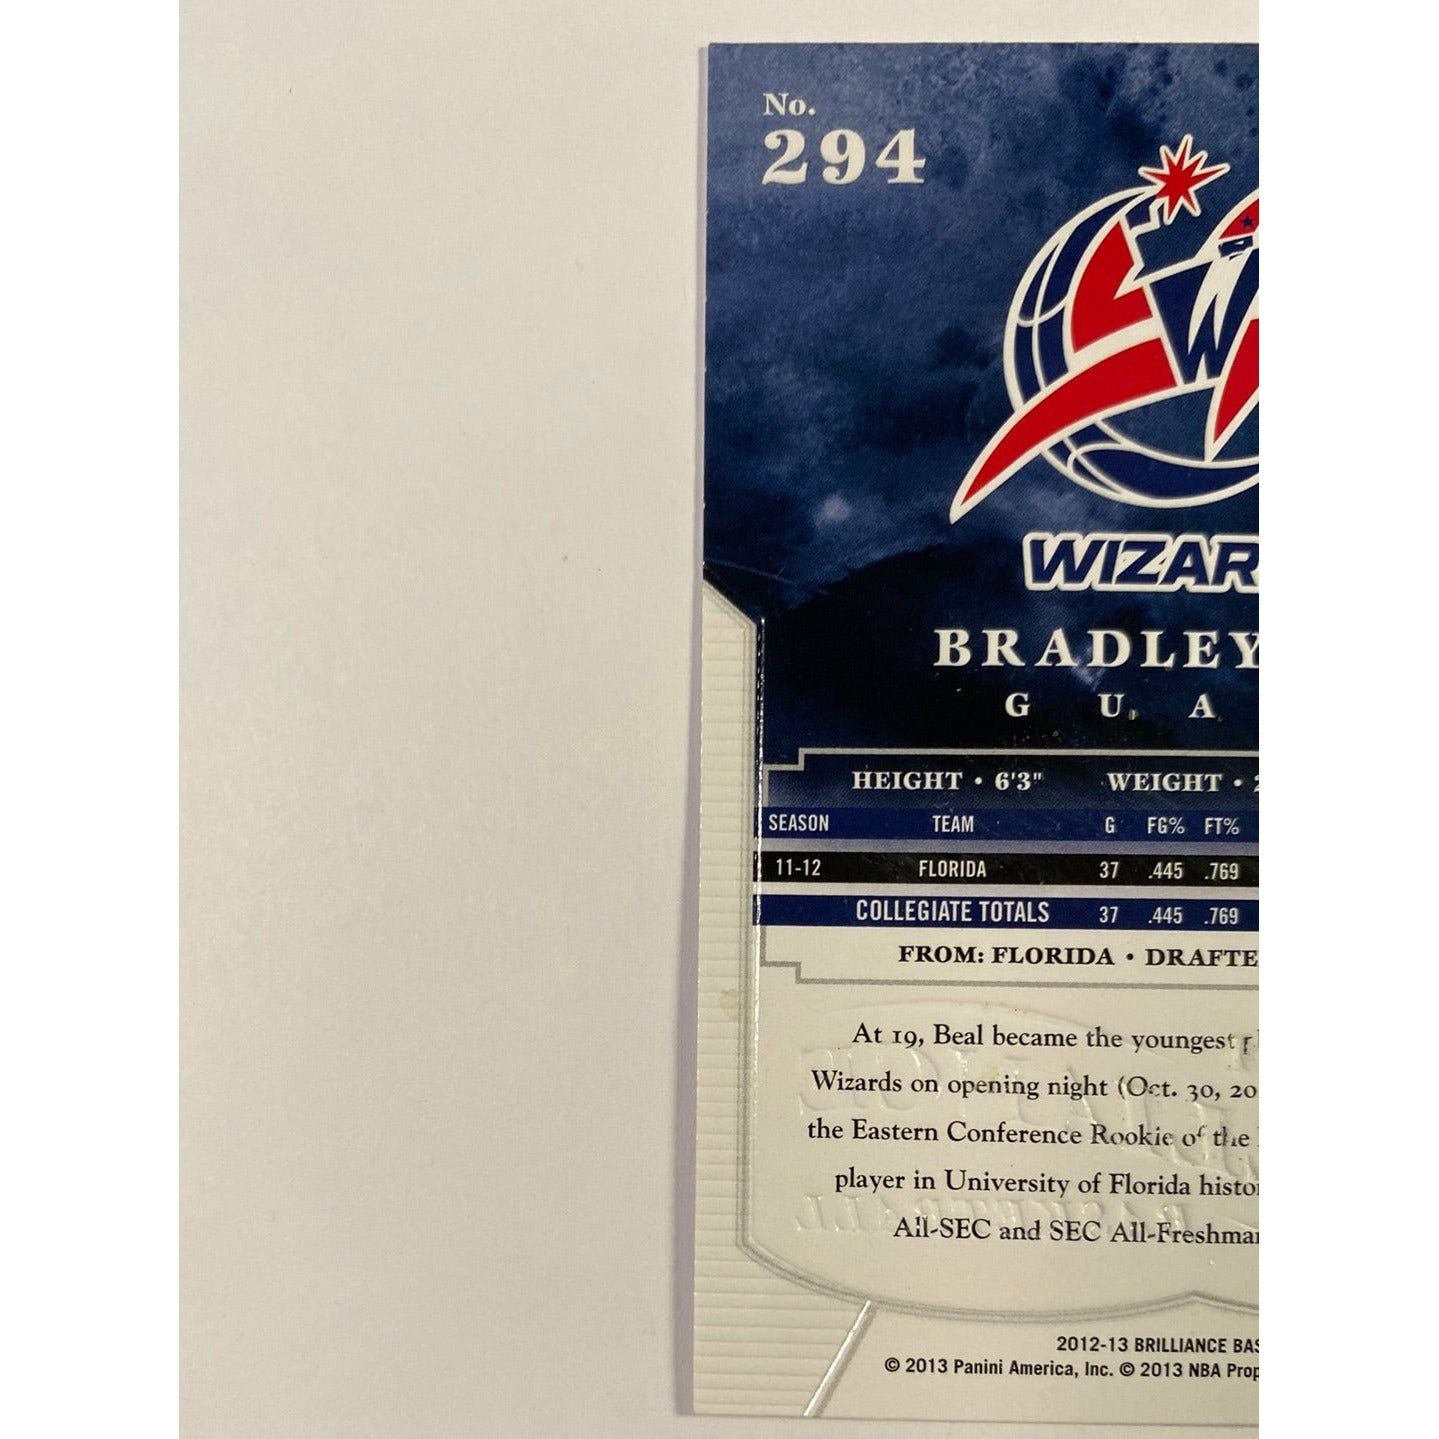 No.
294
W
WIZAR
BRADLEY
G U A
HEIGHT • 6'3" WEIGHT •
SEASON TEAM G FG% FT%
11-12 FLORIDA 37 .445 .769
COLLEGIATE TOTALS 37 .445 .769
FROM: FLORIDA • DRAFTE
At 19, Beal became the youngest
Wizards on opening night (Oct. 30, 20
the Eastern Conference Rookie of the
player in University of Florida histo
All-SEC and SEC All-Freshman
2012-13 BRILLIANCE BAS
© 2013 Panini America, Inc. © 2013 NBA Prop